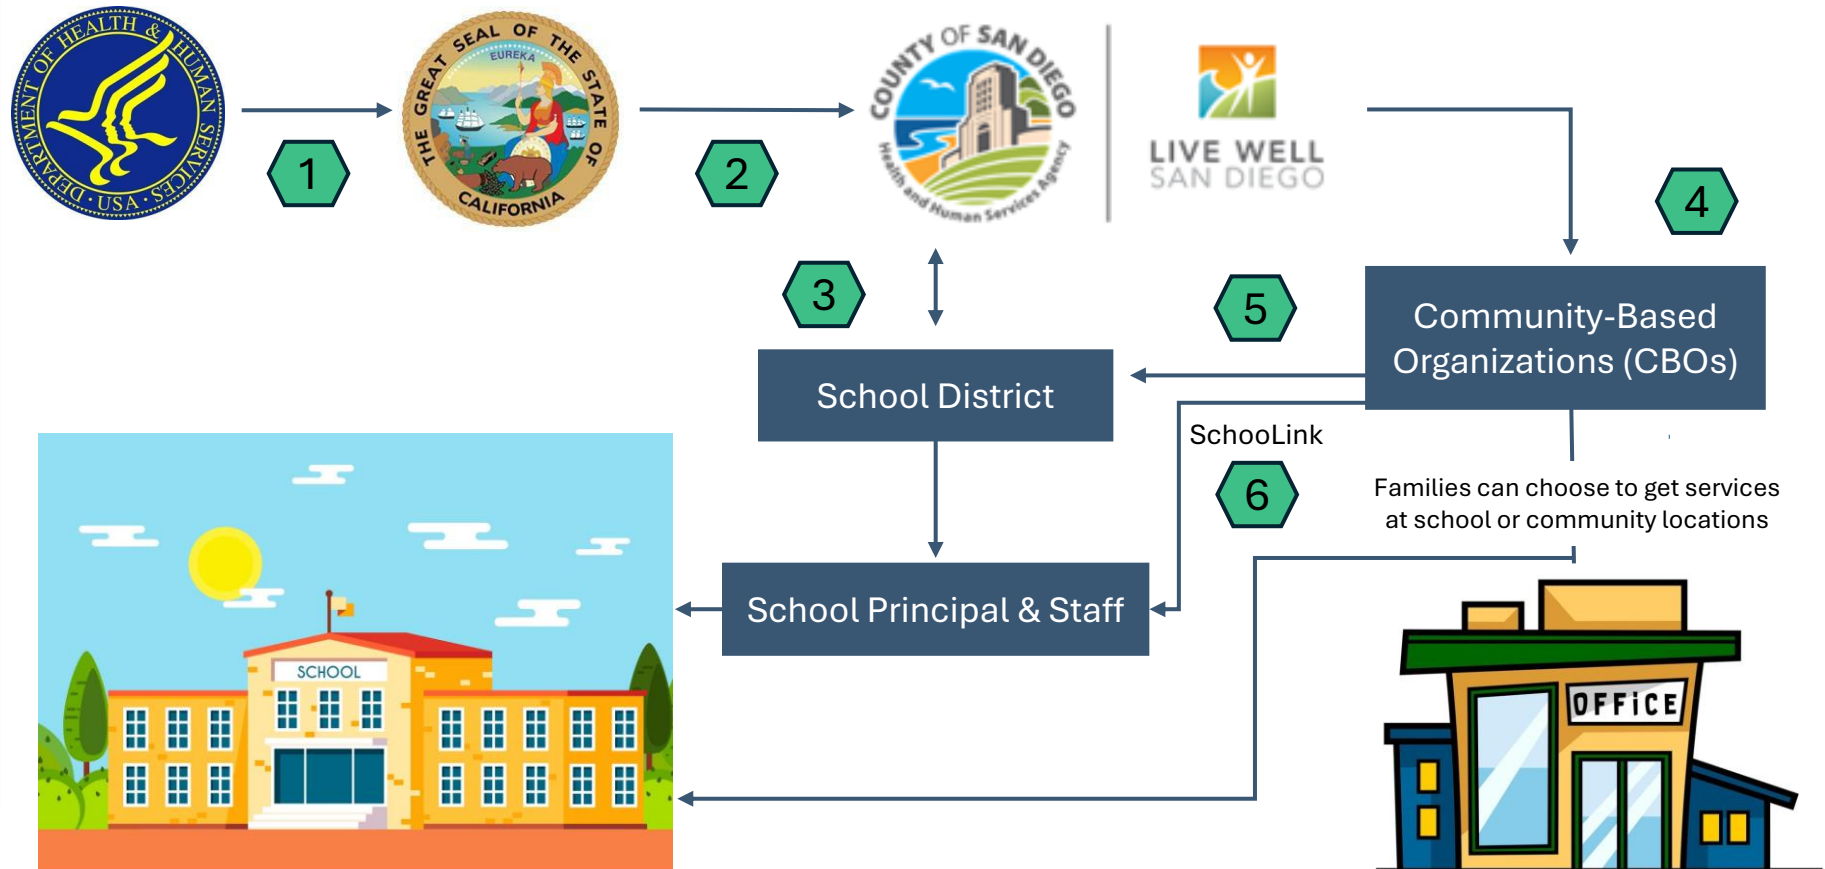 DEPARTMENT OF HEALTH & HUMAN SERVICES · USA ·
THE GREAT SEAL OF THE STATE OF CALIFORNIA
EUREKA
COUNTY OF SAN DIEGO
Health and Human Services Agency
LIVE WELL
SAN DIEGO
1
2
3
4
5
6
Community-Based
Organizations (CBOs)
School District
SchooLink
Families can choose to get services
at school or community locations
School Principal & Staff
SCHOOL
OFFiCE